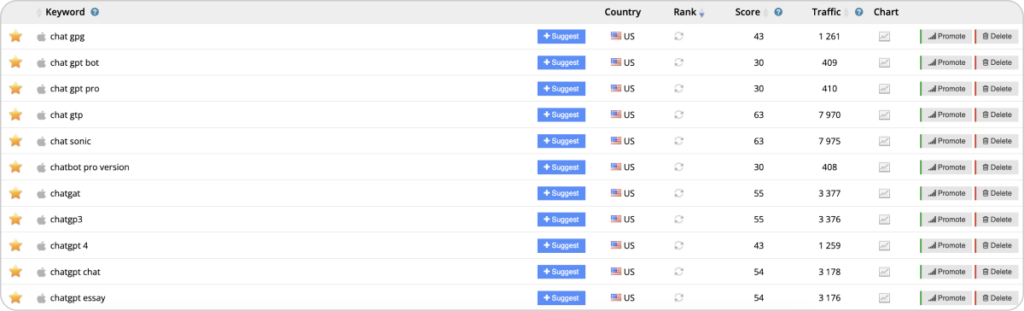 Keyword ? Country Rank Score ? Traffic ? Chart
chat gpg + Suggest US 43 1 261 Promote Delete
chat gpt bot + Suggest US 30 409 Promote Delete
chat gpt pro + Suggest US 30 410 Promote Delete
chat gtp + Suggest US 63 7 970 Promote Delete
chat sonic + Suggest US 63 7 975 Promote Delete
chatbot pro version + Suggest US 30 408 Promote Delete
chatgat + Suggest US 55 3 377 Promote Delete
chatgp3 + Suggest US 55 3 376 Promote Delete
chatgpt 4 + Suggest US 43 1 259 Promote Delete
chatgpt chat + Suggest US 54 3 178 Promote Delete
chatgpt essay + Suggest US 54 3 176 Promote Delete